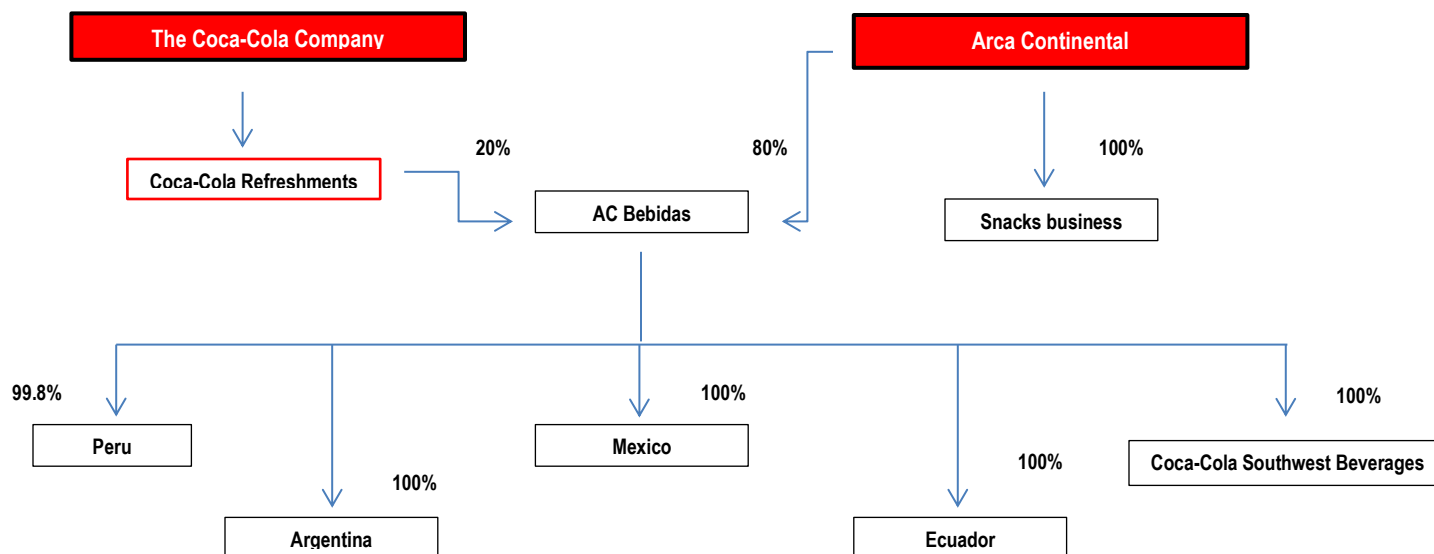 The Coca-Cola Company
Arca Continental
20%
80%
100%
Coca-Cola Refreshments
AC Bebidas
Snacks business
99.8%
100%
100%
Peru
Mexico
100%
Coca-Cola Southwest Beverages
100%
Argentina
Ecuador